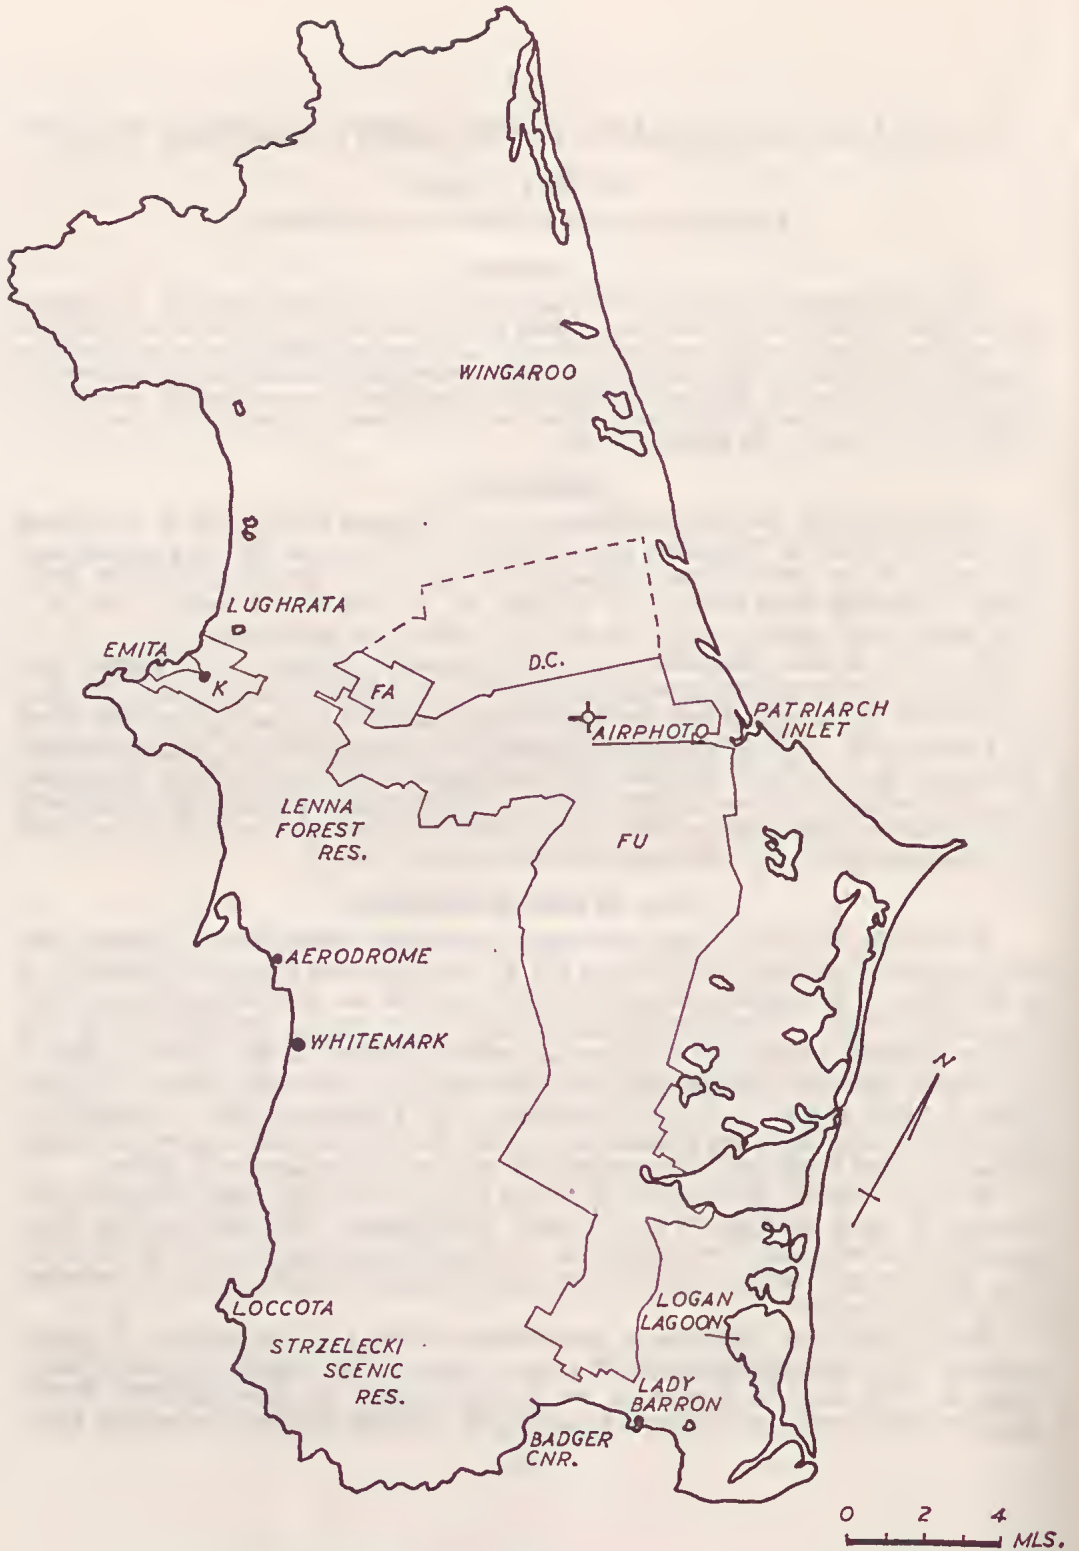 WINGAROO
LUGHRATA
EMITA
K
FA
D.C.
AIRPHOTO
PATRIARCH
INLET
LENNA
FOREST
RES.
FU
AERODROME
WHITEMARK
N
LOCCOTA
STRZELECKI
SCENIC
RES.
LOGAN
LAGOON
LADY
BARRON
BADGER
CNR.
0 2 4
MLS.